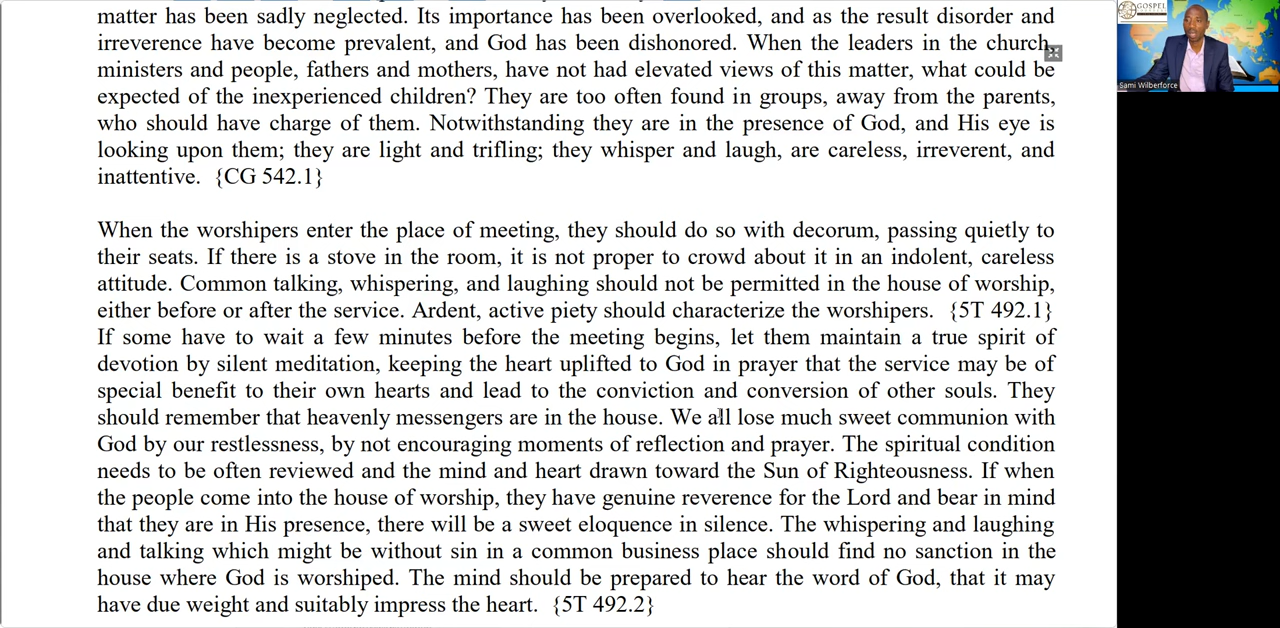 matter has been sadly neglected. Its importance has been overlooked, and as the result disorder and
irreverence have become prevalent, and God has been dishonored. When the leaders in the church,
ministers and people, fathers and mothers, have not had elevated views of this matter, what could be
expected of the inexperienced children? They are too often found in groups, away from the parents,
who should have charge of them. Notwithstanding they are in the presence of God, and His eye is
looking upon them; they are light and trifling; they whisper and laugh, are careless, irreverent, and
inattentive. {CG 542.1}
When the worshipers enter the place of meeting, they should do so with decorum, passing quietly to
their seats. If there is a stove in the room, it is not proper to crowd about it in an indolent, careless
attitude. Common talking, whispering, and laughing should not be permitted in the house of worship,
either before or after the service. Ardent, active piety should characterize the worshipers. {5T 492.1}
If some have to wait a few minutes before the meeting begins, let them maintain a true spirit of
devotion by silent meditation, keeping the heart uplifted to God in prayer that the service may be of
special benefit to their own hearts and lead to the conviction and conversion of other souls. They
should remember that heavenly messengers are in the house. We all lose much sweet communion with
God by our restlessness, by not encouraging moments of reflection and prayer. The spiritual condition
needs to be often reviewed and the mind and heart drawn toward the Sun of Righteousness. If when
the people come into the house of worship, they have genuine reverence for the Lord and bear in mind
that they are in His presence, there will be a sweet eloquence in silence. The whispering and laughing
and talking which might be without sin in a common business place should find no sanction in the
house where God is worshiped. The mind should be prepared to hear the word of God, that it may
have due weight and suitably impress the heart. {5T 492.2}
GOSPEL
Sami Wilberforce